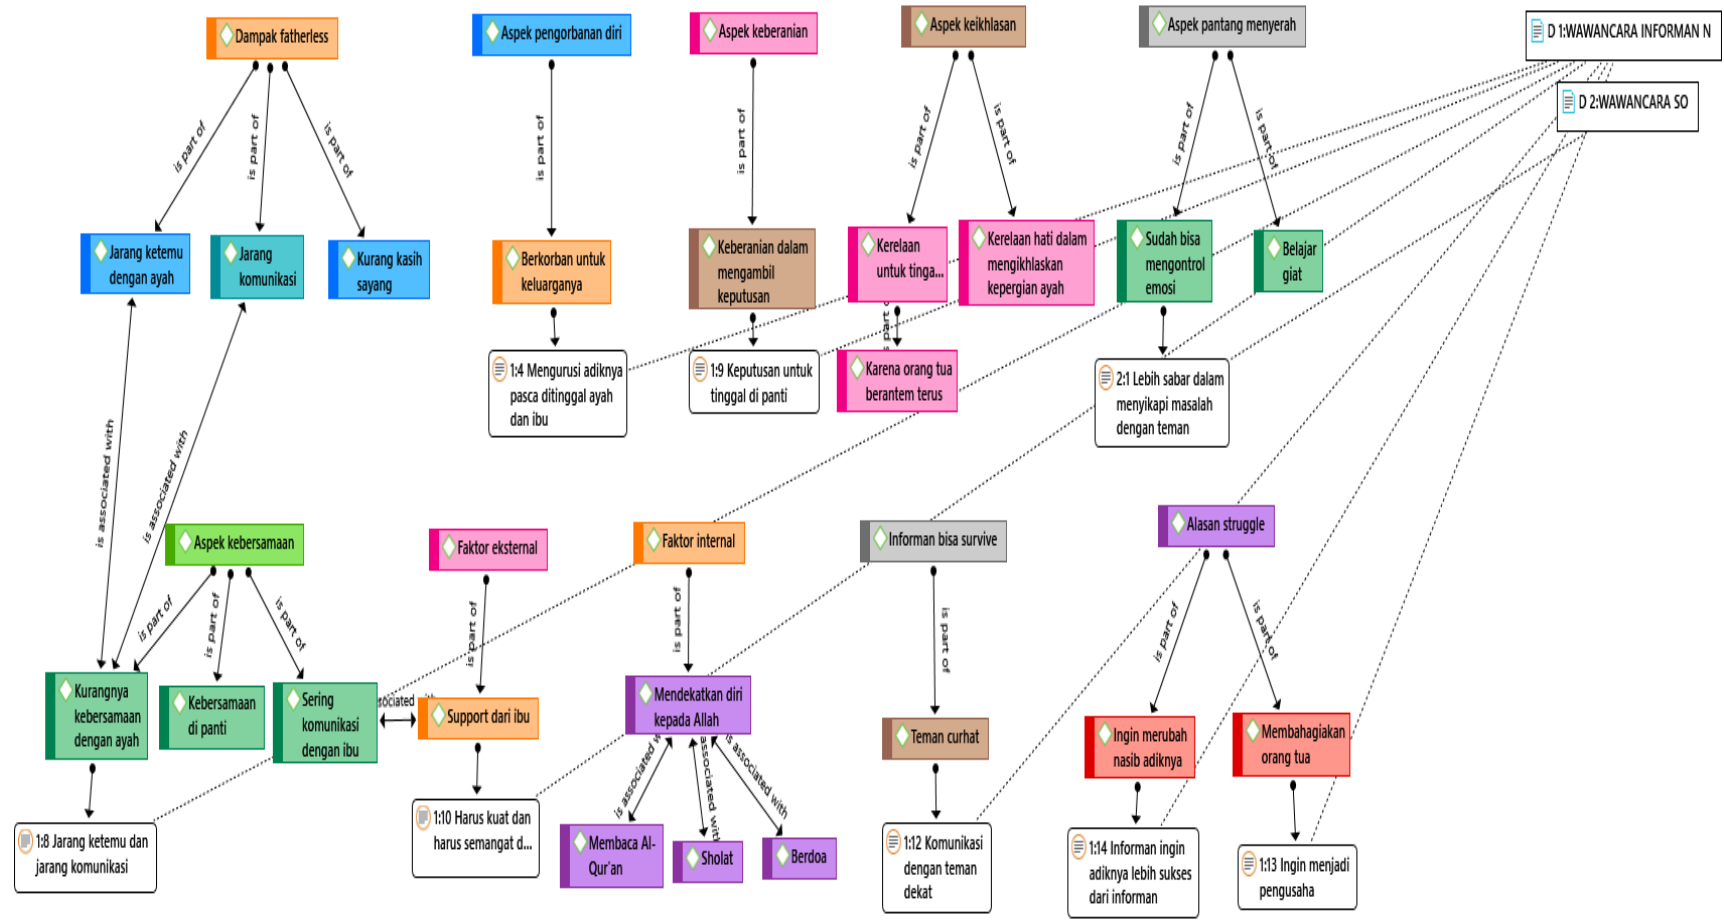 Dampak fatherless
Aspek pengorbanan diri
Aspek keberanian
Aspek keikhlasan
Aspek pantang menyerah
D 1:WAWANCARA INFORMAN N
D 2:WAWANCARA SO
is part of
is part of
is part of
is part of
is part of
is part of
is part of
is part of
is part of
Jarang ketemu
dengan ayah
Jarang
komunikasi
Kurang kasih
sayang
Berkorban untuk
keluarganya
Keberanian dalam
mengambil
keputusan
Kerelaan
untuk tinga...
Kerelaan hati dalam
mengikhlaskan
kepergian ayah
Sudah bisa
mengontrol
emosi
Belajar
giat
s part o
1:4 Mengurusi adiknya
pasca ditinggal ayah
dan ibu
1:9 Keputusan untuk
tinggal di panti
Karena orang tua
berantem terus
2:1 Lebih sabar dalam
menyikapi masalah
dengan teman
is associated with
is associated with
Aspek kebersamaan
Faktor eksternal
Faktor internal
Informan bisa survive
Alasan struggle
is part of
is part of
is part of
is part of
is part of
is part of
is part of
is part of
Kurangnya
kebersamaan
dengan ayah
Kebersamaan
di panti
Sering
komunikasi
dengan ibu
sociated wit
Support dari ibu
Mendekatkan diri
kepada Allah
Teman curhat
Ingin merubah
nasib adiknya
Membahagiakan
orang tua
is associated w
associated with
is associated with
1:8 Jarang ketemu dan
jarang komunikasi
1:10 Harus kuat dan
harus semangat d...
Membaca Al-
Qur'an
Sholat
Berdoa
1:12 Komunikasi
dengan teman
dekat
1:14 Informan ingin
adiknya lebih sukses
dari informan
1:13 Ingin menjadi
pengusaha